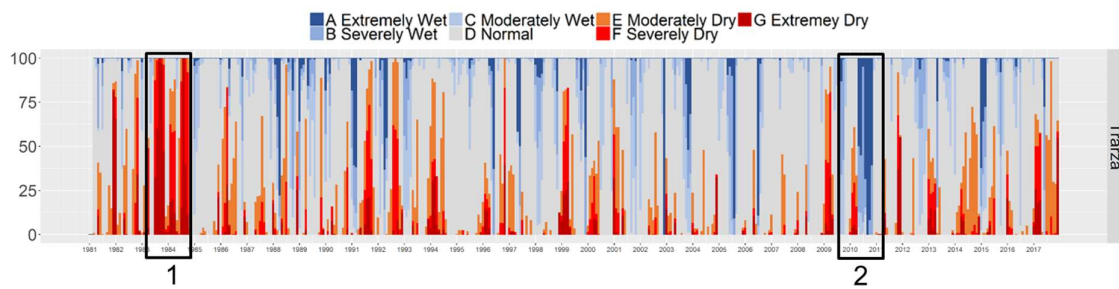 A Extremely Wet C Moderately Wet E Moderately Dry G Extremey Dry
B Severely Wet D Normal F Severely Dry
100
75
50
25
0
Trarza
1981 1982 1983 1984 1985 1986 1987 1988 1989 1990 1991 1992 1993 1994 1995 1996 1997 1998 1999 2000 2001 2002 2003 2004 2005 2006 2007 2008 2009 2010 2011 2012 2013 2014 2015 2016 2017
1 2